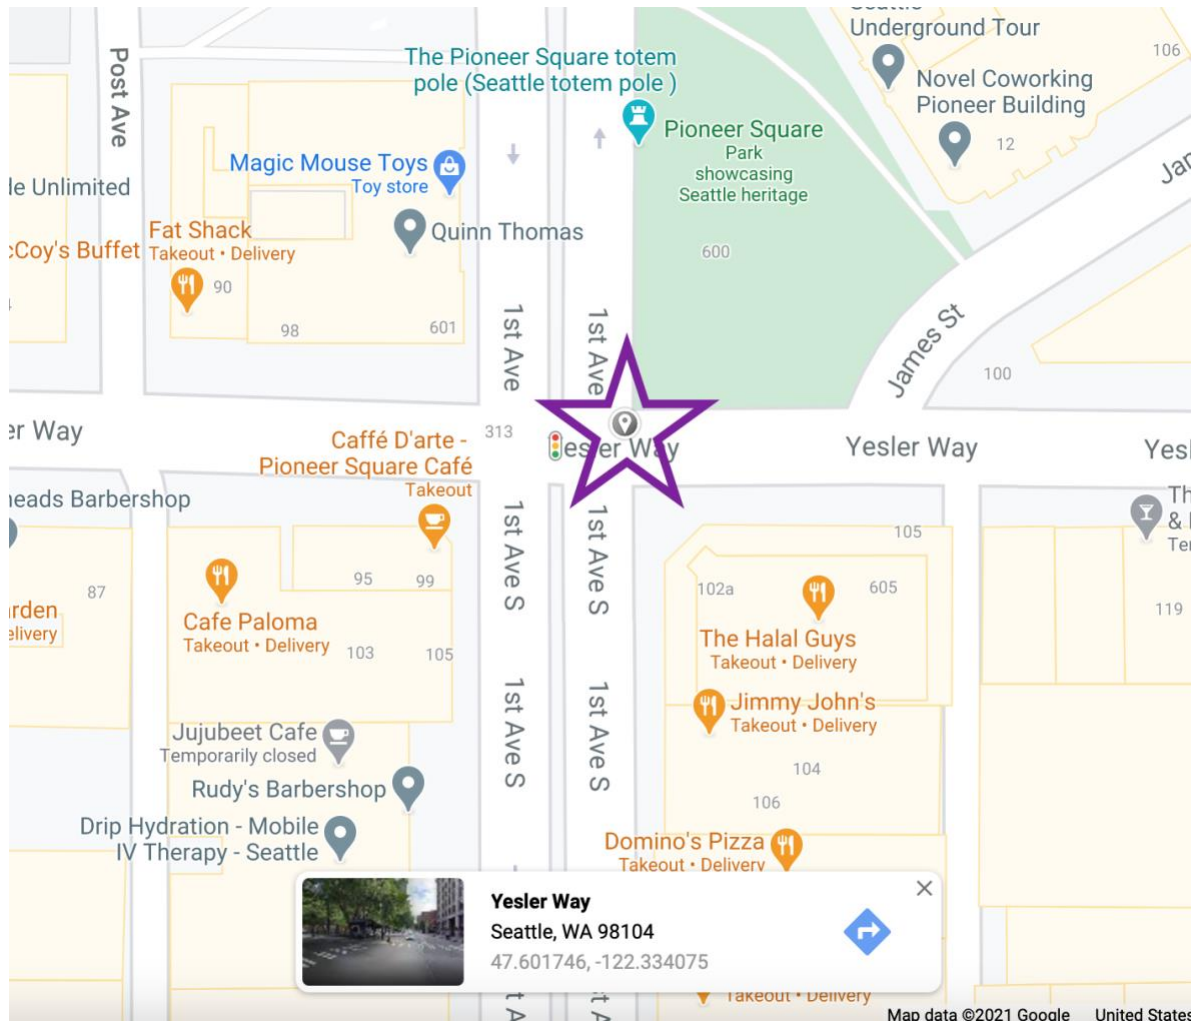 Underground Tour
106
Post Ave
The Pioneer Square totem
pole (Seattle totem pole )
Novel Coworking
Pioneer Building
12
Pioneer Square
Park
showcasing
Seattle heritage
Magic Mouse Toys
Toy store
de Unlimited
Quinn Thomas
Fat Shack
Takeout • Delivery
cCoy's Buffet
600
90
98
601
1st Ave
1st Ave
James St
100
er Way
Caffé D'arte -
Pioneer Square Café
Takeout
313
Yesler Way
Yesler Way
heads Barbershop
1st Ave S
1st Ave S
105
87
95
99
102a
605
119
arden
elivery
Cafe Paloma
Takeout • Delivery
103
105
The Halal Guys
Takeout • Delivery
1st Ave S
1st Ave S
Jimmy John's
Takeout • Delivery
Jujubeet Cafe
Temporarily closed
104
Rudy's Barbershop
106
Drip Hydration - Mobile
IV Therapy - Seattle
Domino's Pizza
Takeout • Delivery
Yesler Way
Seattle, WA 98104
47.601746, -122.334075
Takeout • Delivery
Map data ©2021 Google United States